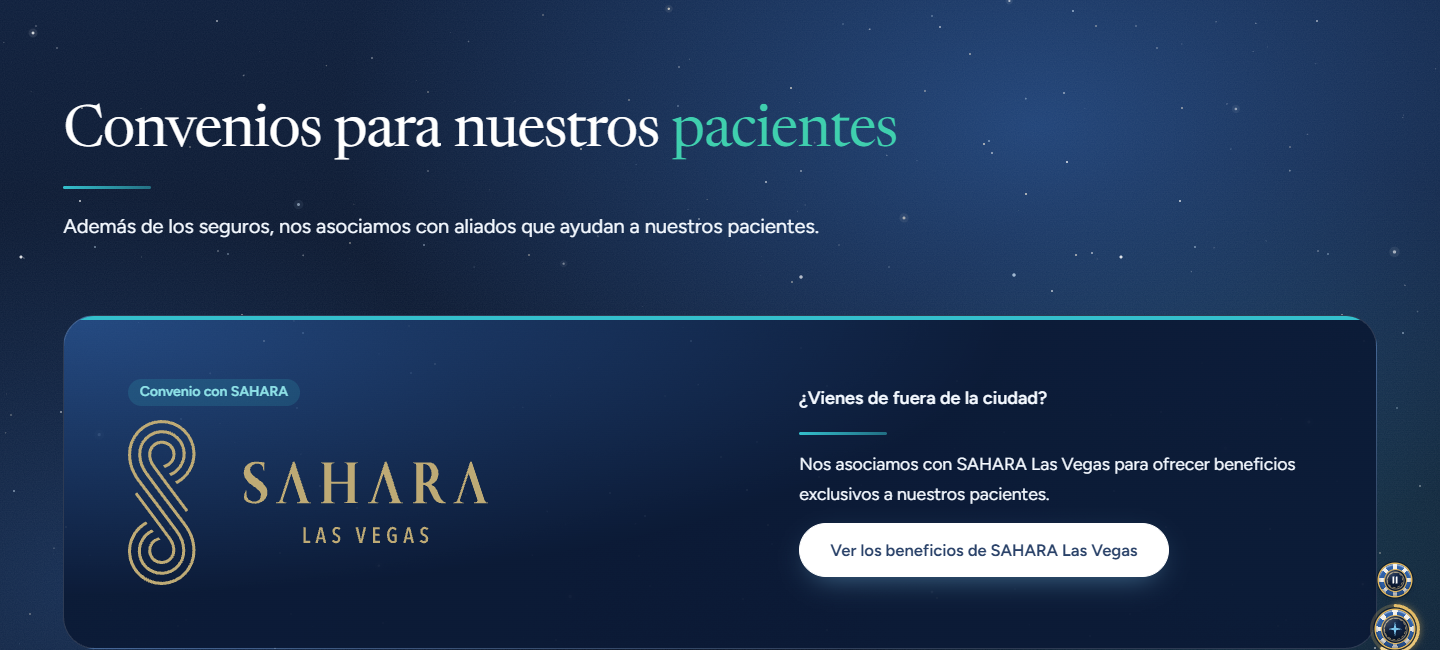 Convenios para nuestros pacientes
Además de los seguros, nos asociamos con aliados que ayudan a nuestros pacientes.
Convenio con SAHARA
SAHARA
LAS VEGAS
¿Vienes de fuera de la ciudad?
Nos asociamos con SAHARA Las Vegas para ofrecer beneficios
exclusivos a nuestros pacientes.
Ver los beneficios de SAHARA Las Vegas